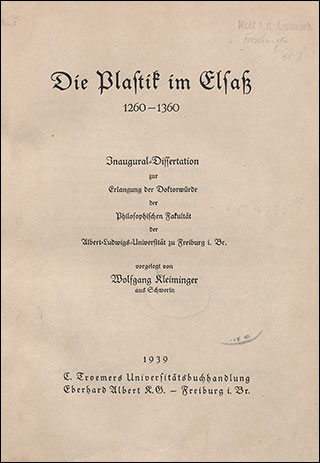 Nicht i. d.
Die Plastik im Elsaß
1260–1360
Inaugural-Dissertation
zur
Erlangung der Doktorwürde
der
Philosophischen Fakultät
der
Albert-Ludwigs-Universität zu Freiburg i. Br.
vorgelegt von
Wolfgang Kleiminger
aus Schwerin
1939
C. Troemers Universitätsbuchhandlung
Eberhard Albert K.G. – Freiburg i. Br.